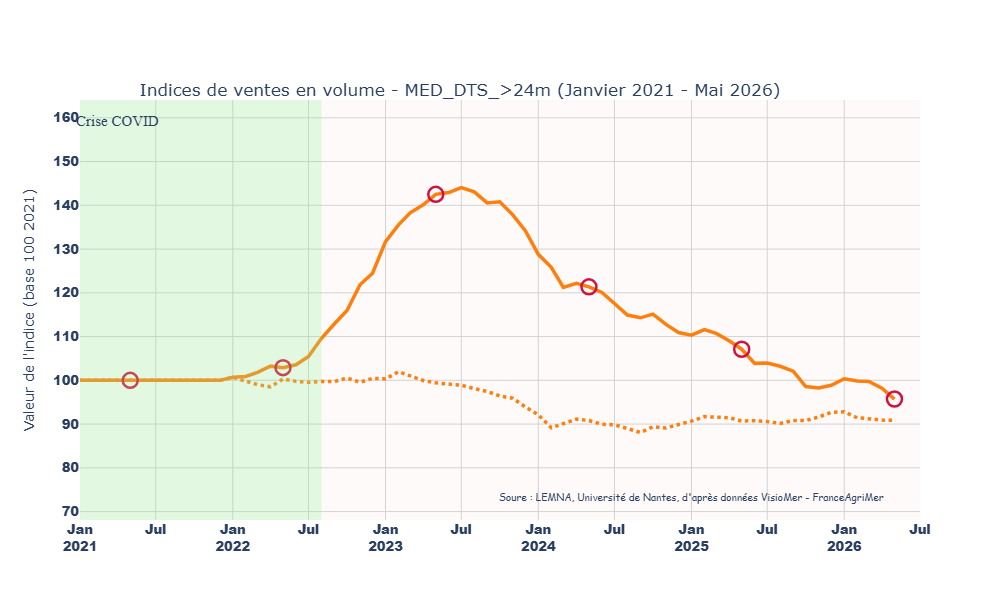 Indices de ventes en volume - MED_DTS_>24m (Janvier 2021 - Mai 2026)
Crise COVID
Valeur de l'indice (base 100 2021)
160
150
140
130
120
110
100
90
80
70
Soure : LEMNA, Université de Nantes, d'après données VisioMer - FranceAgriMer
Jan Jul Jan Jul Jan Jul Jan Jul Jan Jul Jan Jul
2021 2022 2023 2024 2025 2026